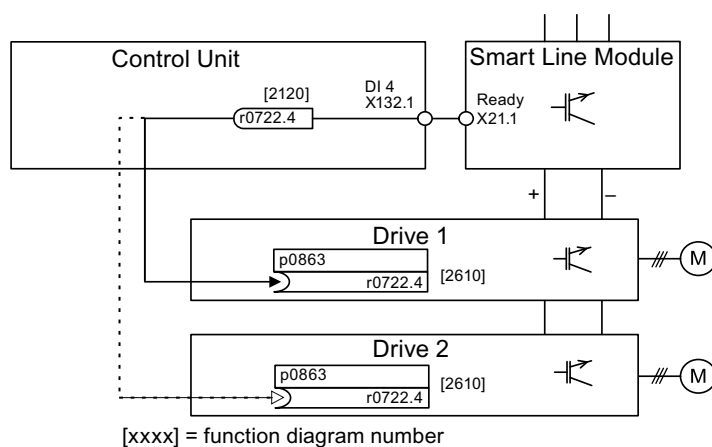 Control Unit
Smart Line Module
[2120]
r0722.4
DI 4
X132.1
Ready
X21.1
+
–
Drive 1
p0863
r0722.4
[2610]
M
Drive 2
p0863
r0722.4
[2610]
M
[xxxx] = function diagram number